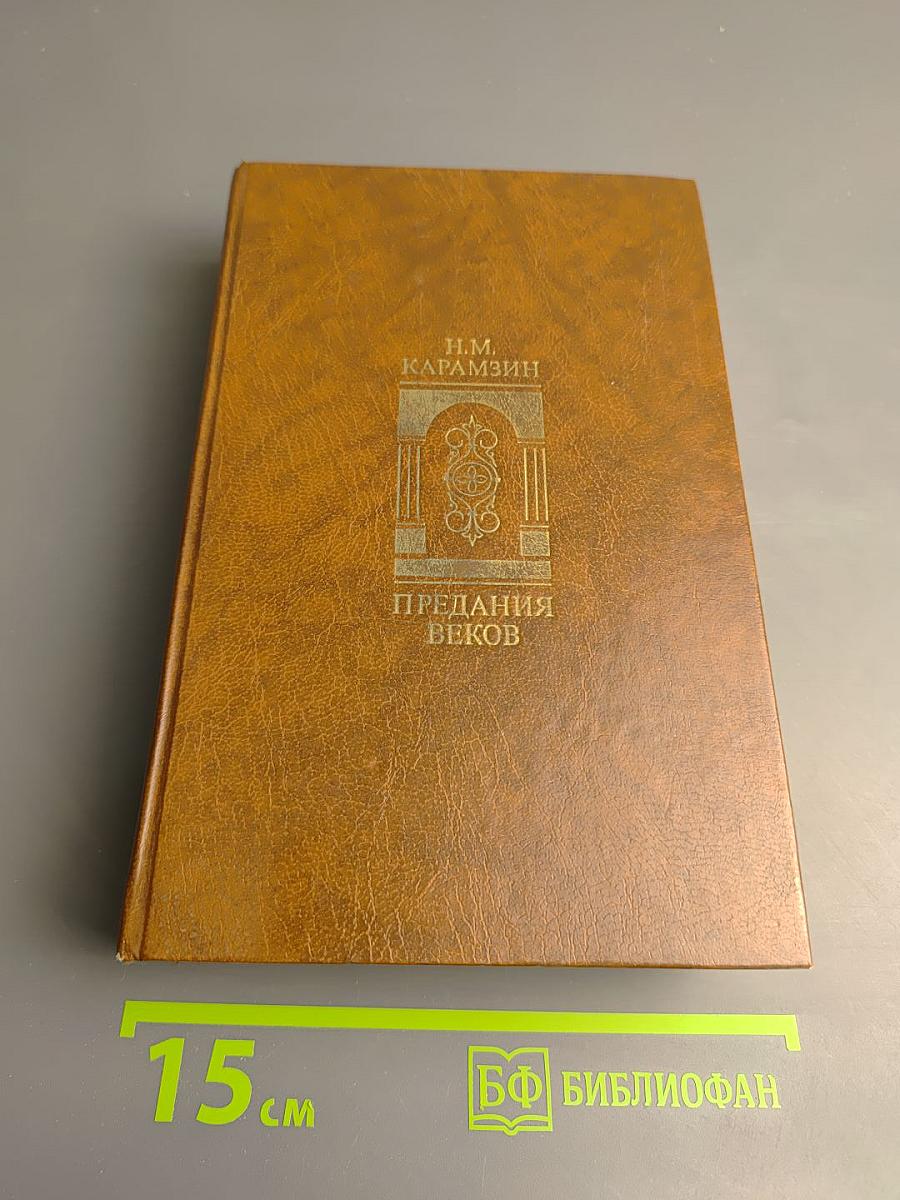 Н.М.
КАРАМЗИН
ПРЕДАНИЯ
ВЕКОВ
15 см
БФ БИБЛИОФАН